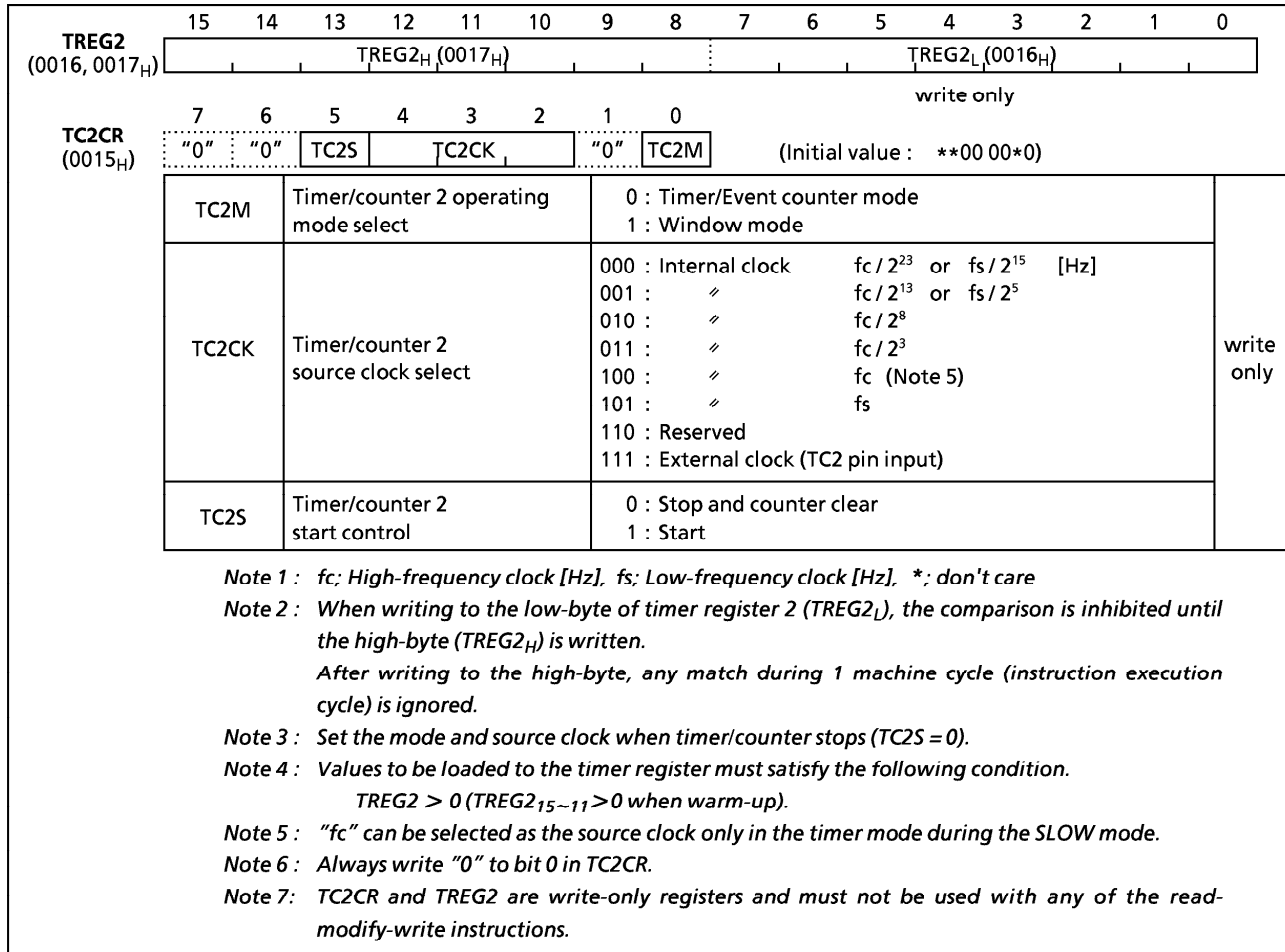 15 14 13 12 11 10 9 8 7 6 5 4 3 2 1 0
TREG2
(0016, 0017H)
TREG2H (0017H) TREG2L (0016H)
write only
7 6 5 4 3 2 1 0
TC2CR
(0015H)
"0" "0" TC2S TC2CK "0" TC2M (Initial value : **00 00*0)
TC2M
Timer/counter 2 operating
mode select
0 : Timer/Event counter mode
1 : Window mode
TC2CK
Timer/counter 2
source clock select
000 : Internal clock fc / 2²³ or fs / 2¹⁵ [Hz]
001 : 〃 fc / 2¹³ or fs / 2⁵
010 : 〃 fc / 2⁸
011 : 〃 fc / 2³
100 : 〃 fc (Note 5)
101 : 〃 fs
110 : Reserved
111 : External clock (TC2 pin input)
write
only
TC2S
Timer/counter 2
start control
0 : Stop and counter clear
1 : Start
Note 1 : fc; High-frequency clock [Hz], fs; Low-frequency clock [Hz], *; don't care
Note 2 : When writing to the low-byte of timer register 2 (TREG2L), the comparison is inhibited until
the high-byte (TREG2H) is written.
After writing to the high-byte, any match during 1 machine cycle (instruction execution
cycle) is ignored.
Note 3 : Set the mode and source clock when timer/counter stops (TC2S = 0).
Note 4 : Values to be loaded to the timer register must satisfy the following condition.
TREG2 > 0 (TREG215~11 > 0 when warm-up).
Note 5 : "fc" can be selected as the source clock only in the timer mode during the SLOW mode.
Note 6 : Always write "0" to bit 0 in TC2CR.
Note 7: TC2CR and TREG2 are write-only registers and must not be used with any of the read-
modify-write instructions.